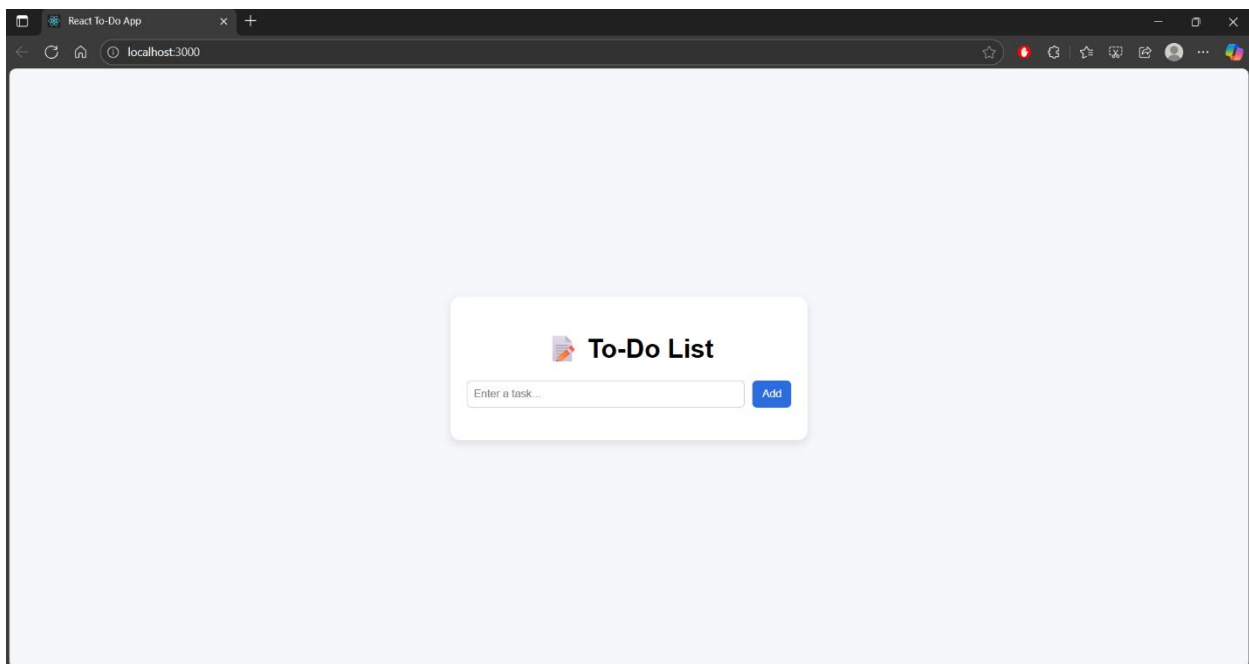 React To-Do App
localhost:3000
To-Do List
Enter a task...
Add